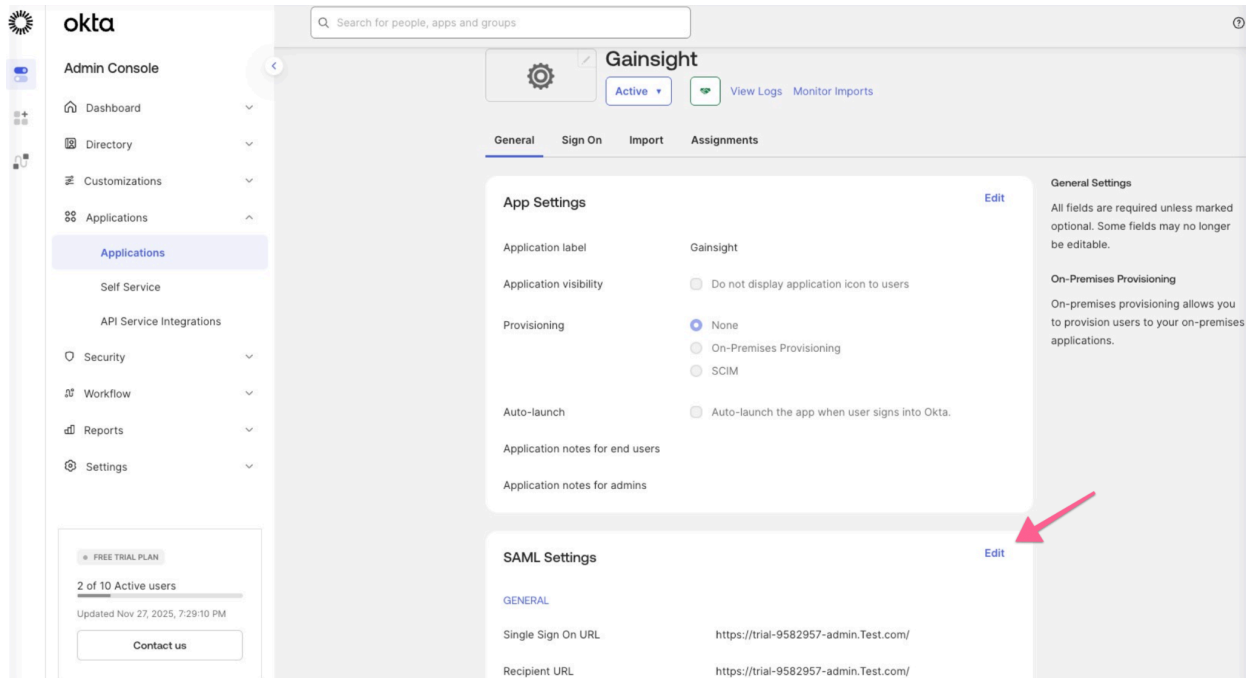 okta
Search for people, apps and groups
Admin Console
Dashboard
Directory
Customizations
Applications
Applications
Self Service
API Service Integrations
Security
Workflow
Reports
Settings
FREE TRIAL PLAN
2 of 10 Active users
Updated Nov 27, 2025, 7:29:10 PM
Contact us
Gainsight
Active
View Logs Monitor Imports
General Sign On Import Assignments
App Settings Edit
Application label Gainsight
Application visibility Do not display application icon to users
Provisioning None
On-Premises Provisioning
SCIM
Auto-launch Auto-launch the app when user signs into Okta.
Application notes for end users
Application notes for admins
SAML Settings Edit
GENERAL
Single Sign On URL https://trial-9582957-admin.Test.com/
Recipient URL https://trial-9582957-admin.Test.com/
General Settings
All fields are required unless marked
optional. Some fields may no longer
be editable.
On-Premises Provisioning
On-premises provisioning allows you
to provision users to your on-premises
applications.